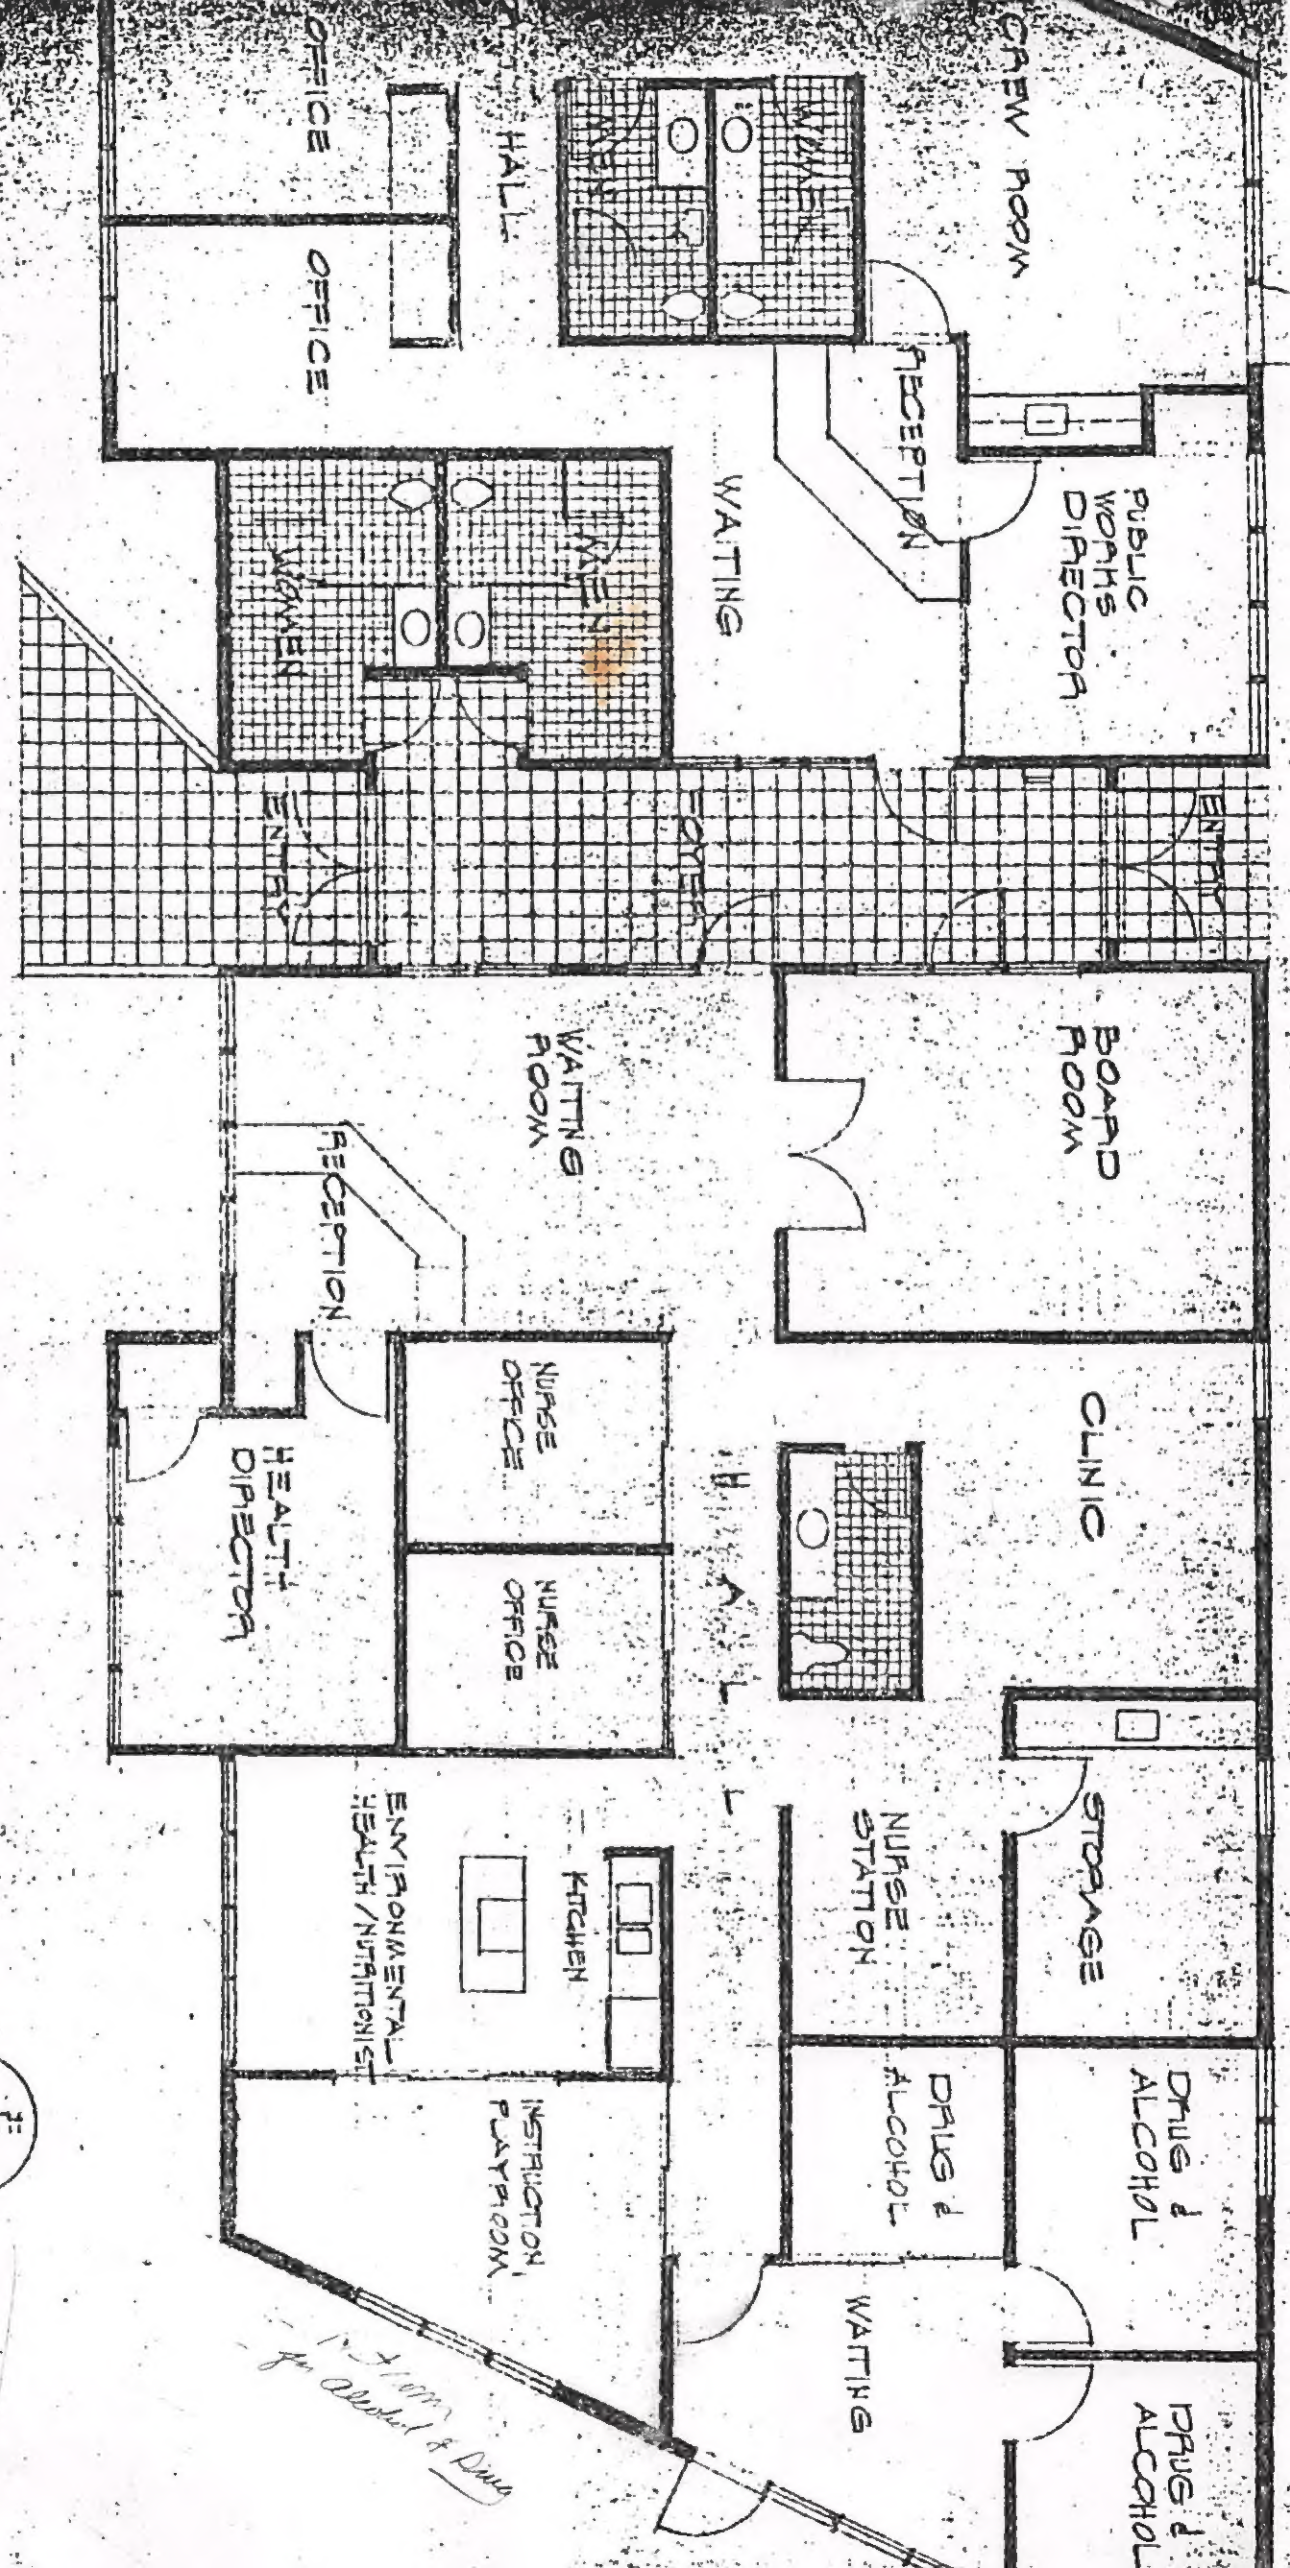 OFFICE
OFFICE
HALL
MEN
WOMEN
CREW ROOM
RECEPTION
PUBLIC
WORKS
DIRECTOR
WAITING
WOMEN
MEN
ENTRY
FOYER
ENTRY
WAITING
ROOM
BOARD
ROOM
RECEPTION
NURSE
OFFICE
CLINIC
HEALTH
DIRECTOR
NURSE
OFFICE
HALL
ENVIRONMENTAL
HEALTH/NUTRITIONIST
KITCHEN
NURSE
STATION
STORAGE
INSTRUCTION
PLAYROOM
DRUG &
ALCOHOL
DRUG &
ALCOHOL
WAITING
DRUG &
ALCOHOL
for alcohol & Drug